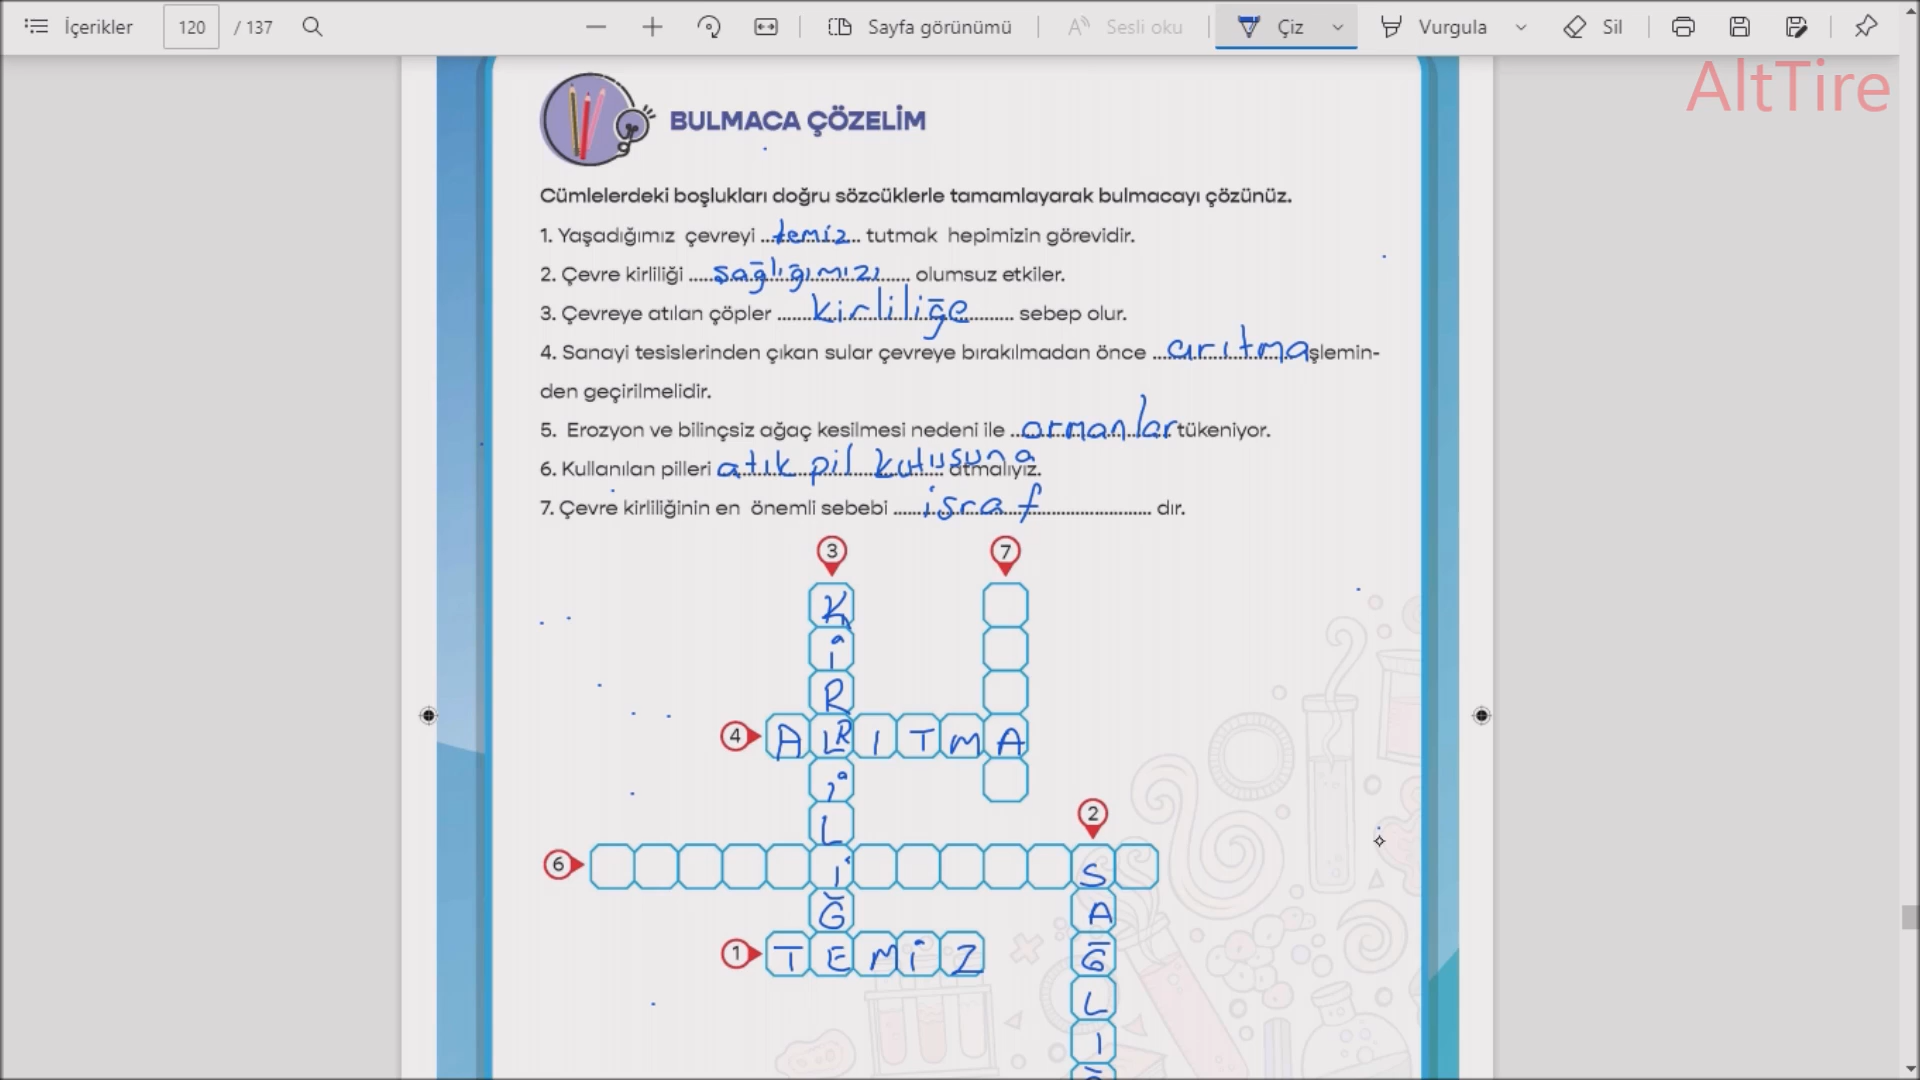 İçerikler 120 / 137 Sayfa görünümü Sesli oku Çiz Vurgula Sil
AltTire
BULMACA ÇÖZELİM
Cümlelerdeki boşlukları doğru sözcüklerle tamamlayarak bulmacayı çözünüz.
1. Yaşadığımız çevreyi temiz tutmak hepimizin görevidir.
2. Çevre kirliliği sağlığımızı olumsuz etkiler.
3. Çevreye atılan çöpler kirliliğe sebep olur.
4. Sanayi tesislerinden çıkan sular çevreye bırakılmadan önce arıtma şlemin-
den geçirilmelidir.
5. Erozyon ve bilinçsiz ağaç kesilmesi nedeni ile ormanlar tükeniyor.
6. Kullanılan pilleri atık pil kutusuna atmalıyız.
7. Çevre kirliliğinin en önemli sebebi israf dır.
3 7
K
İ
R
4 A L R I T M A
İ
L
2
6 İ S
Ğ A
1 T E M İ Z Ğ
L
I